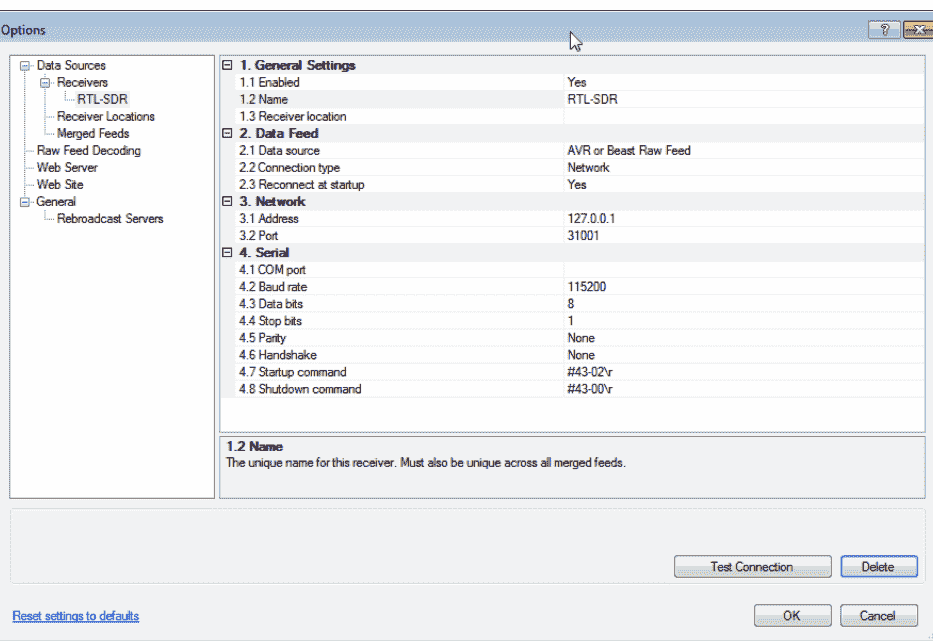 Options
Data Sources
Receivers
RTL-SDR
Receiver Locations
Merged Feeds
Raw Feed Decoding
Web Server
Web Site
General
Rebroadcast Servers
1. General Settings
1.1 Enabled Yes
1.2 Name RTL-SDR
1.3 Receiver location
2. Data Feed
2.1 Data source AVR or Beast Raw Feed
2.2 Connection type Network
2.3 Reconnect at startup Yes
3. Network
3.1 Address 127.0.0.1
3.2 Port 31001
4. Serial
4.1 COM port
4.2 Baud rate 115200
4.3 Data bits 8
4.4 Stop bits 1
4.5 Parity None
4.6 Handshake None
4.7 Startup command #43-02\r
4.8 Shutdown command #43-00\r
1.2 Name
The unique name for this receiver. Must also be unique across all merged feeds.
Test Connection Delete
Reset settings to defaults OK Cancel